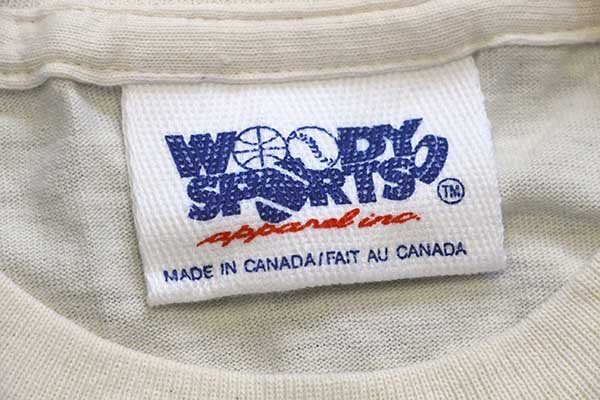 WOODY
SPORTS TM
apparel inc.
MADE IN CANADA/FAIT AU CANADA